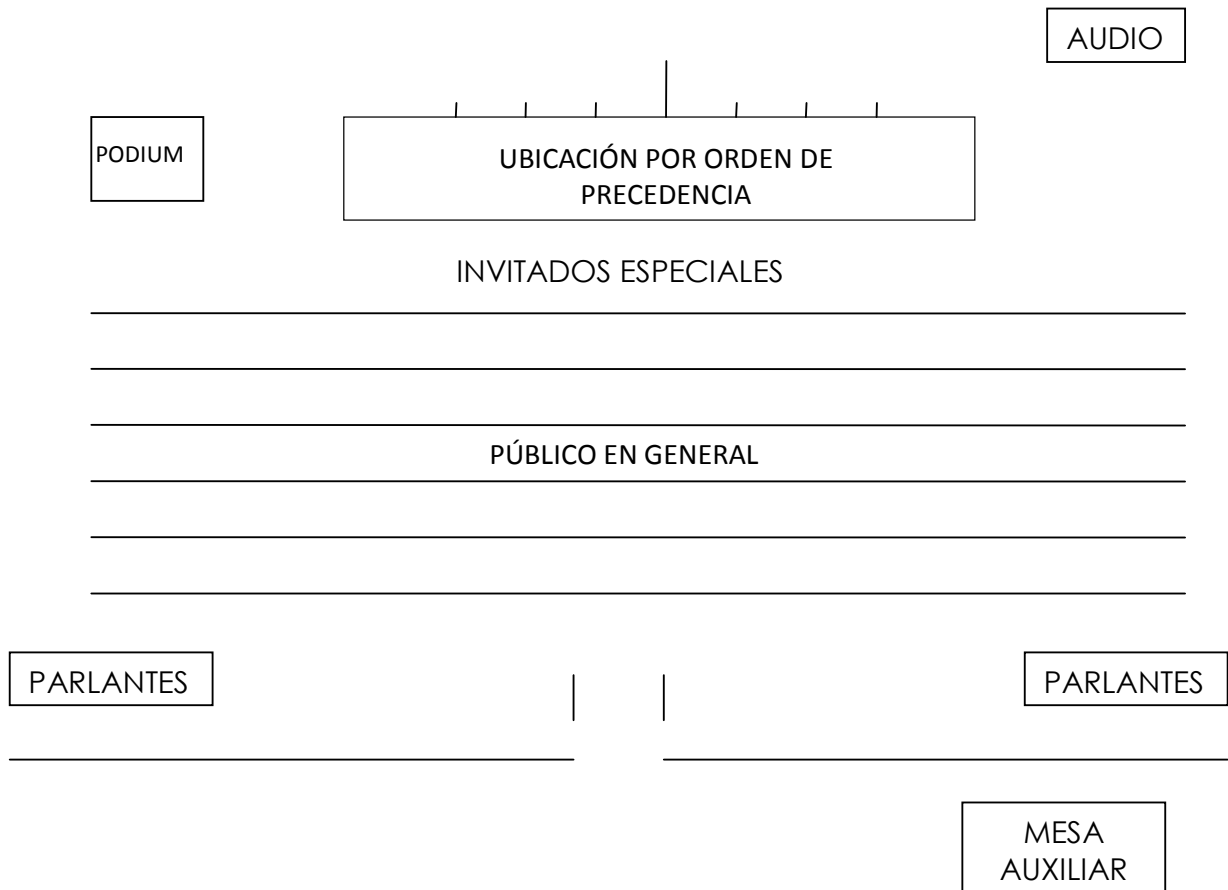 AUDIO
PODIUM
UBICACIÓN POR ORDEN DE
PRECEDENCIA
INVITADOS ESPECIALES
PÚBLICO EN GENERAL
PARLANTES
PARLANTES
MESA
AUXILIAR